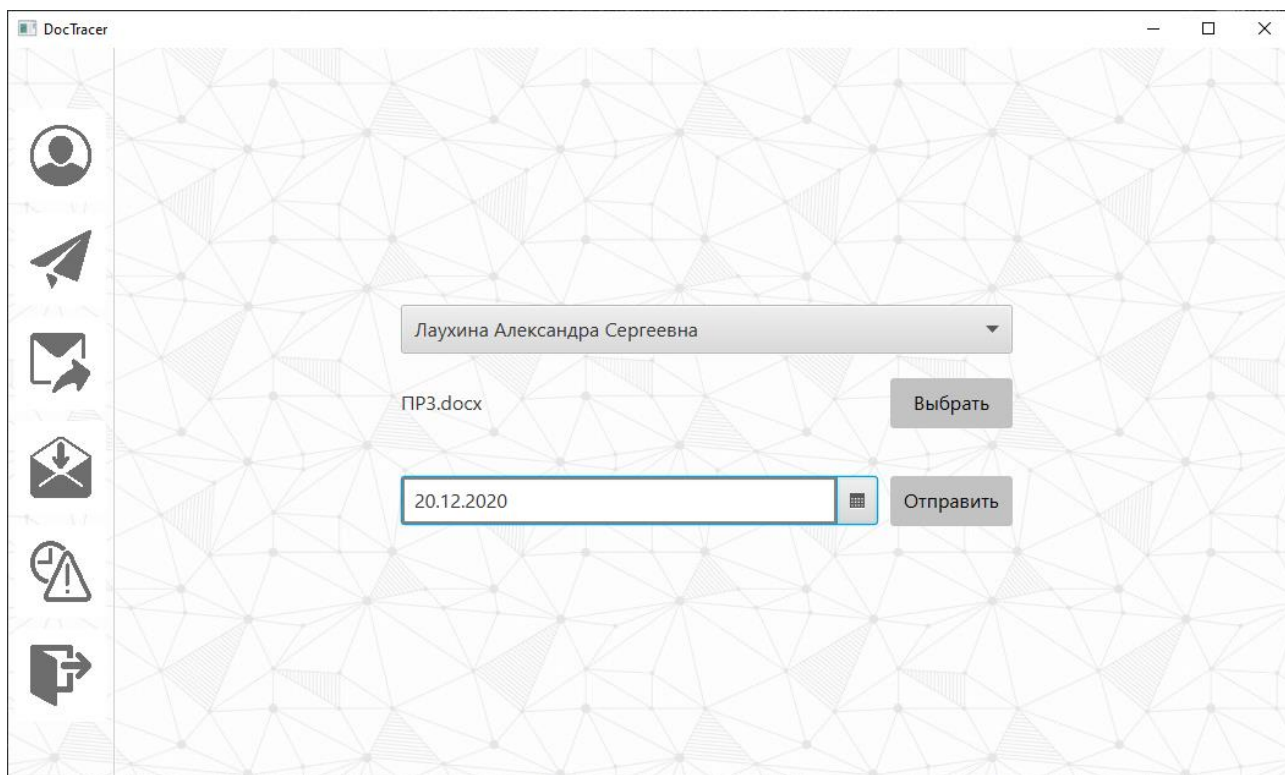 DocTracer
Лаухина Александра Сергеевна
ПР3.docx
Выбрать
20.12.2020
Отправить